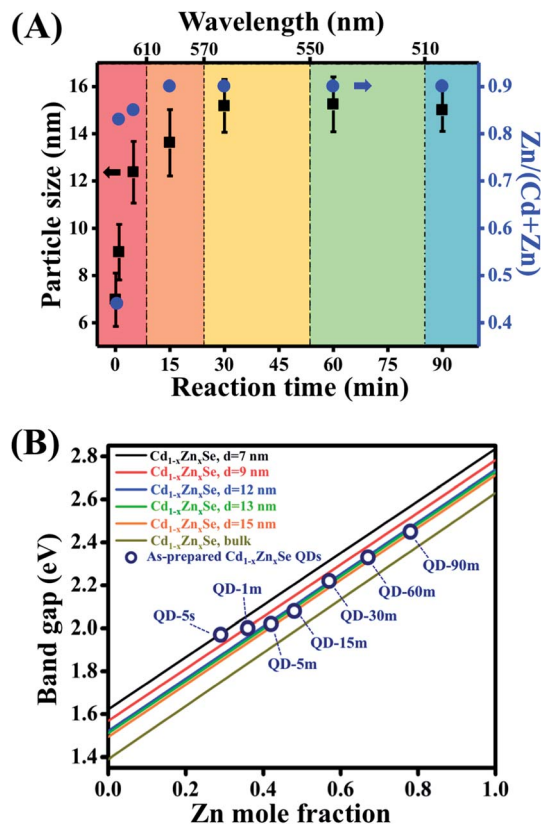 (A)
Wavelength (nm)
610 570 540 510
16
14
12
10
8
6
Particle size (nm)
0.9
0.8
0.7
0.6
0.5
0.4
Zn/(Cd+Zn)
0 15 30 45 60 75 90
Reaction time (min)
(B)
2.8
2.6
2.4
2.2
2.0
1.8
1.6
1.4
Band gap (eV)
Cd1-xZnxSe, d=7 nm
Cd1-xZnxSe, d=9 nm
Cd1-xZnxSe, d=12 nm
Cd1-xZnxSe, d=13 nm
Cd1-xZnxSe, d=15 nm
Cd1-xZnxSe, bulk
As-prepared Cd1-xZnxSe QDs
QD-90m
QD-1m
QD-60m
QD-5s
QD-30m
QD-15m
QD-5m
0.0 0.2 0.4 0.6 0.8 1.0
Zn mole fraction